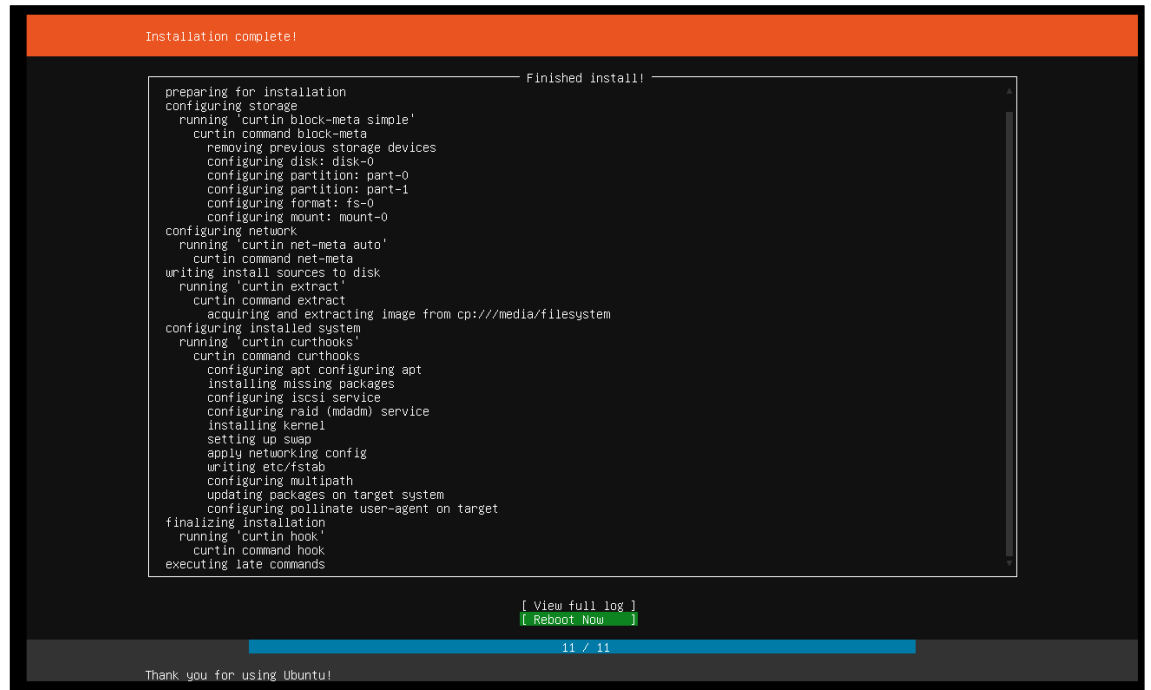 Installation complete!
Finished install!
preparing for installation
configuring storage
running 'curtin block-meta simple'
curtin command block-meta
removing previous storage devices
configuring disk: disk-0
configuring partition: part-0
configuring partition: part-1
configuring format: fs-0
configuring mount: mount-0
configuring network
running 'curtin net-meta auto'
curtin command net-meta
writing install sources to disk
running 'curtin extract'
curtin command extract
acquiring and extracting image from cp:///media/filesystem
configuring installed system
running 'curtin curthooks'
curtin command curthooks
configuring apt configuring apt
installing missing packages
configuring iscsi service
configuring raid (mdadm) service
installing kernel
setting up swap
apply networking config
writing etc/fstab
configuring multipath
updating packages on target system
configuring pollinate user-agent on target
finalizing installation
running 'curtin hook'
curtin command hook
executing late commands
[ View full log ]
[ Reboot Now ]
11 / 11
Thank you for using Ubuntu!